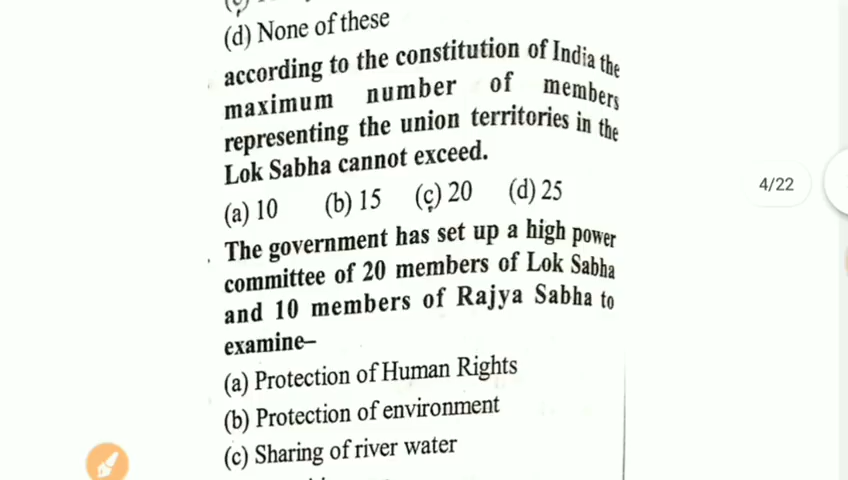 (d) None of these
according to the constitution of India the
maximum number of members
representing the union territories in the
Lok Sabha cannot exceed.
(a) 10 (b) 15 (c) 20 (d) 25
The government has set up a high power
committee of 20 members of Lok Sabha
and 10 members of Rajya Sabha to
examine–
(a) Protection of Human Rights
(b) Protection of environment
(c) Sharing of river water
4/22